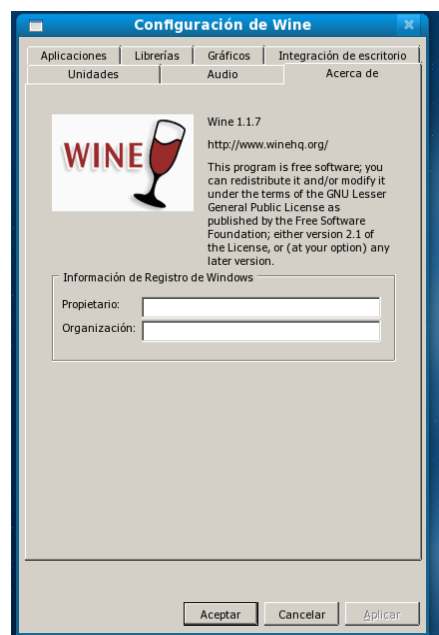 Configuración de Wine
Aplicaciones Librerías Gráficos Integración de escritorio
Unidades Audio Acerca de
WINE
Wine 1.1.7
http://www.winehq.org/
This program is free software; you
can redistribute it and/or modify it
under the terms of the GNU Lesser
General Public License as
published by the Free Software
Foundation; either version 2.1 of
the License, or (at your option) any
later version.
Información de Registro de Windows
Propietario:
Organización:
Aceptar Cancelar Aplicar